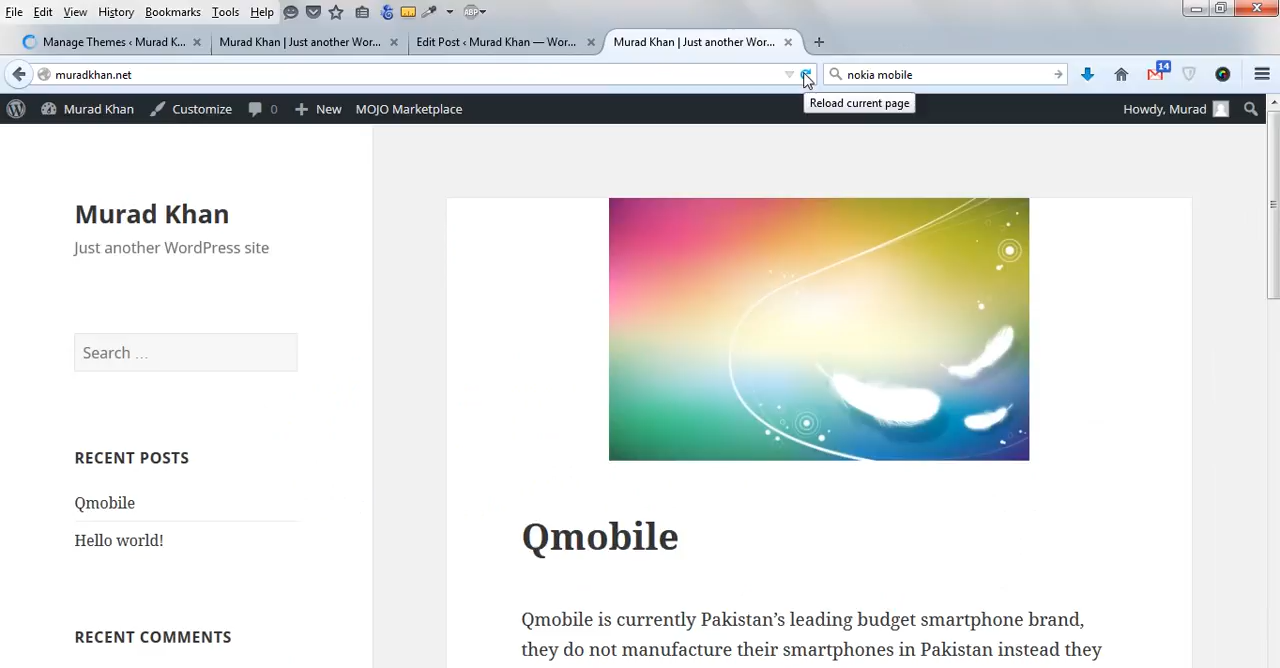 File Edit View History Bookmarks Tools Help ABP
Manage Themes ‹ Murad K... Murad Khan | Just another Wor... Edit Post ‹ Murad Khan — Wor... Murad Khan | Just another Wor...
muradkhan.net nokia mobile 14
Reload current page
Murad Khan Customize 0 New MOJO Marketplace Howdy, Murad
Murad Khan
Just another WordPress site
Search ...
RECENT POSTS
Qmobile
Hello world!
RECENT COMMENTS
Qmobile
Qmobile is currently Pakistan's leading budget smartphone brand,
they do not manufacture their smartphones in Pakistan instead they